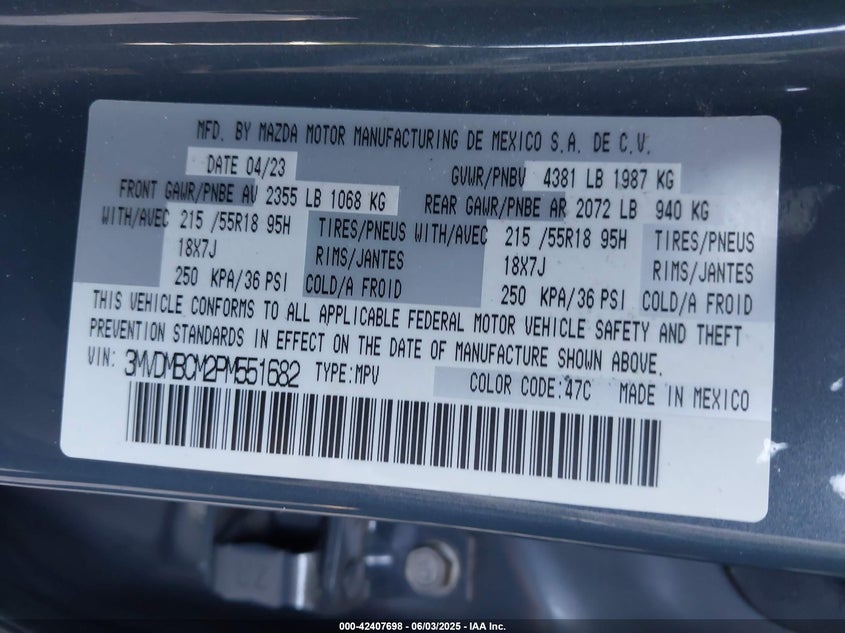 MFD. BY MAZDA MOTOR MANUFACTURING DE MEXICO S.A. DE C.V.
DATE 04/23 GVWR/PNBV 4381 LB 1987 KG
FRONT GAWR/PNBE AV 2355 LB 1068 KG REAR GAWR/PNBE AR 2072 LB 940 KG
WITH/AVEC 215 /55R18 95H TIRES/PNEUS WITH/AVEC 215 /55R18 95H TIRES/PNEUS
18X7J RIMS/JANTES 18X7J RIMS/JANTES
250 KPA/36 PSI COLD/A FROID 250 KPA/36 PSI COLD/A FROID
THIS VEHICLE CONFORMS TO ALL APPLICABLE FEDERAL MOTOR VEHICLE SAFETY AND THEFT
PREVENTION STANDARDS IN EFFECT ON THE DATE OF MANUFACTURE SHOWN ABOVE.
VIN: 3MVDMBCM2PM551682 TYPE:MPV COLOR CODE:47C MADE IN MEXICO
000-42407698 - 06/03/2025 - IAA Inc.